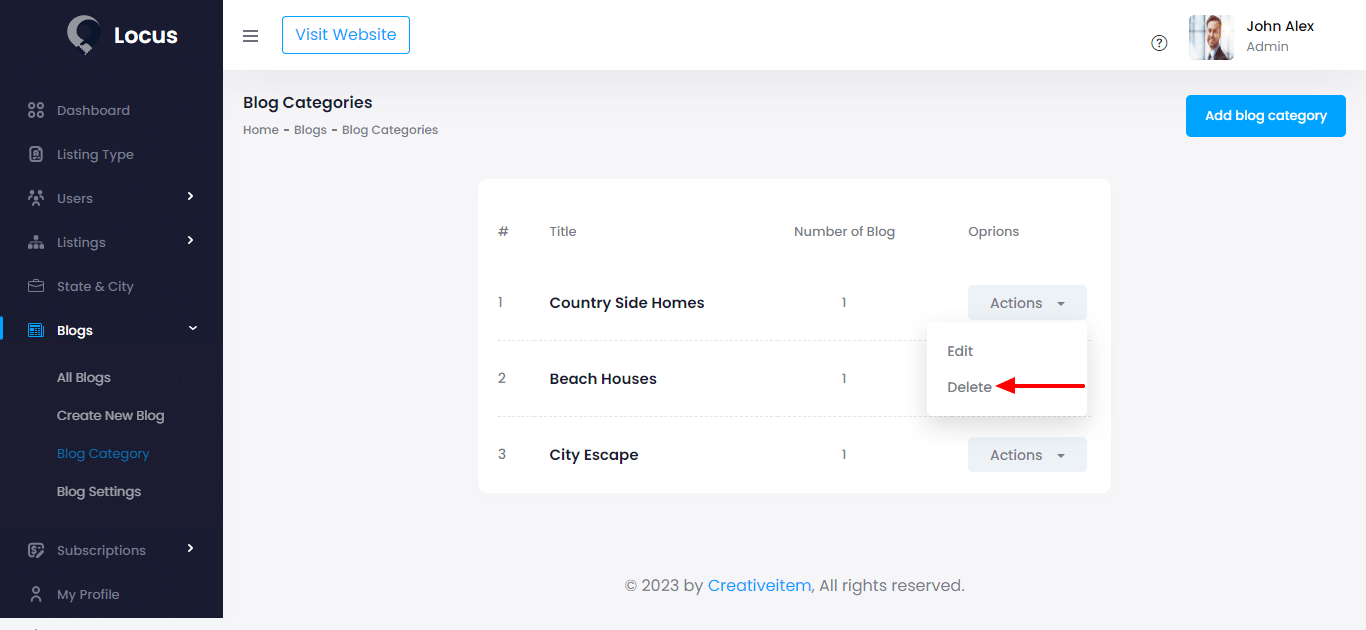 Locus
Visit Website
?
John Alex
Admin
Dashboard
Listing Type
Users
Listings
State & City
Blogs
All Blogs
Create New Blog
Blog Category
Blog Settings
Subscriptions
My Profile
Blog Categories
Home - Blogs - Blog Categories
Add blog category
# Title Number of Blog Oprions
1 Country Side Homes 1 Actions
Edit
Delete
2 Beach Houses 1
3 City Escape 1 Actions
© 2023 by Creativeitem, All rights reserved.